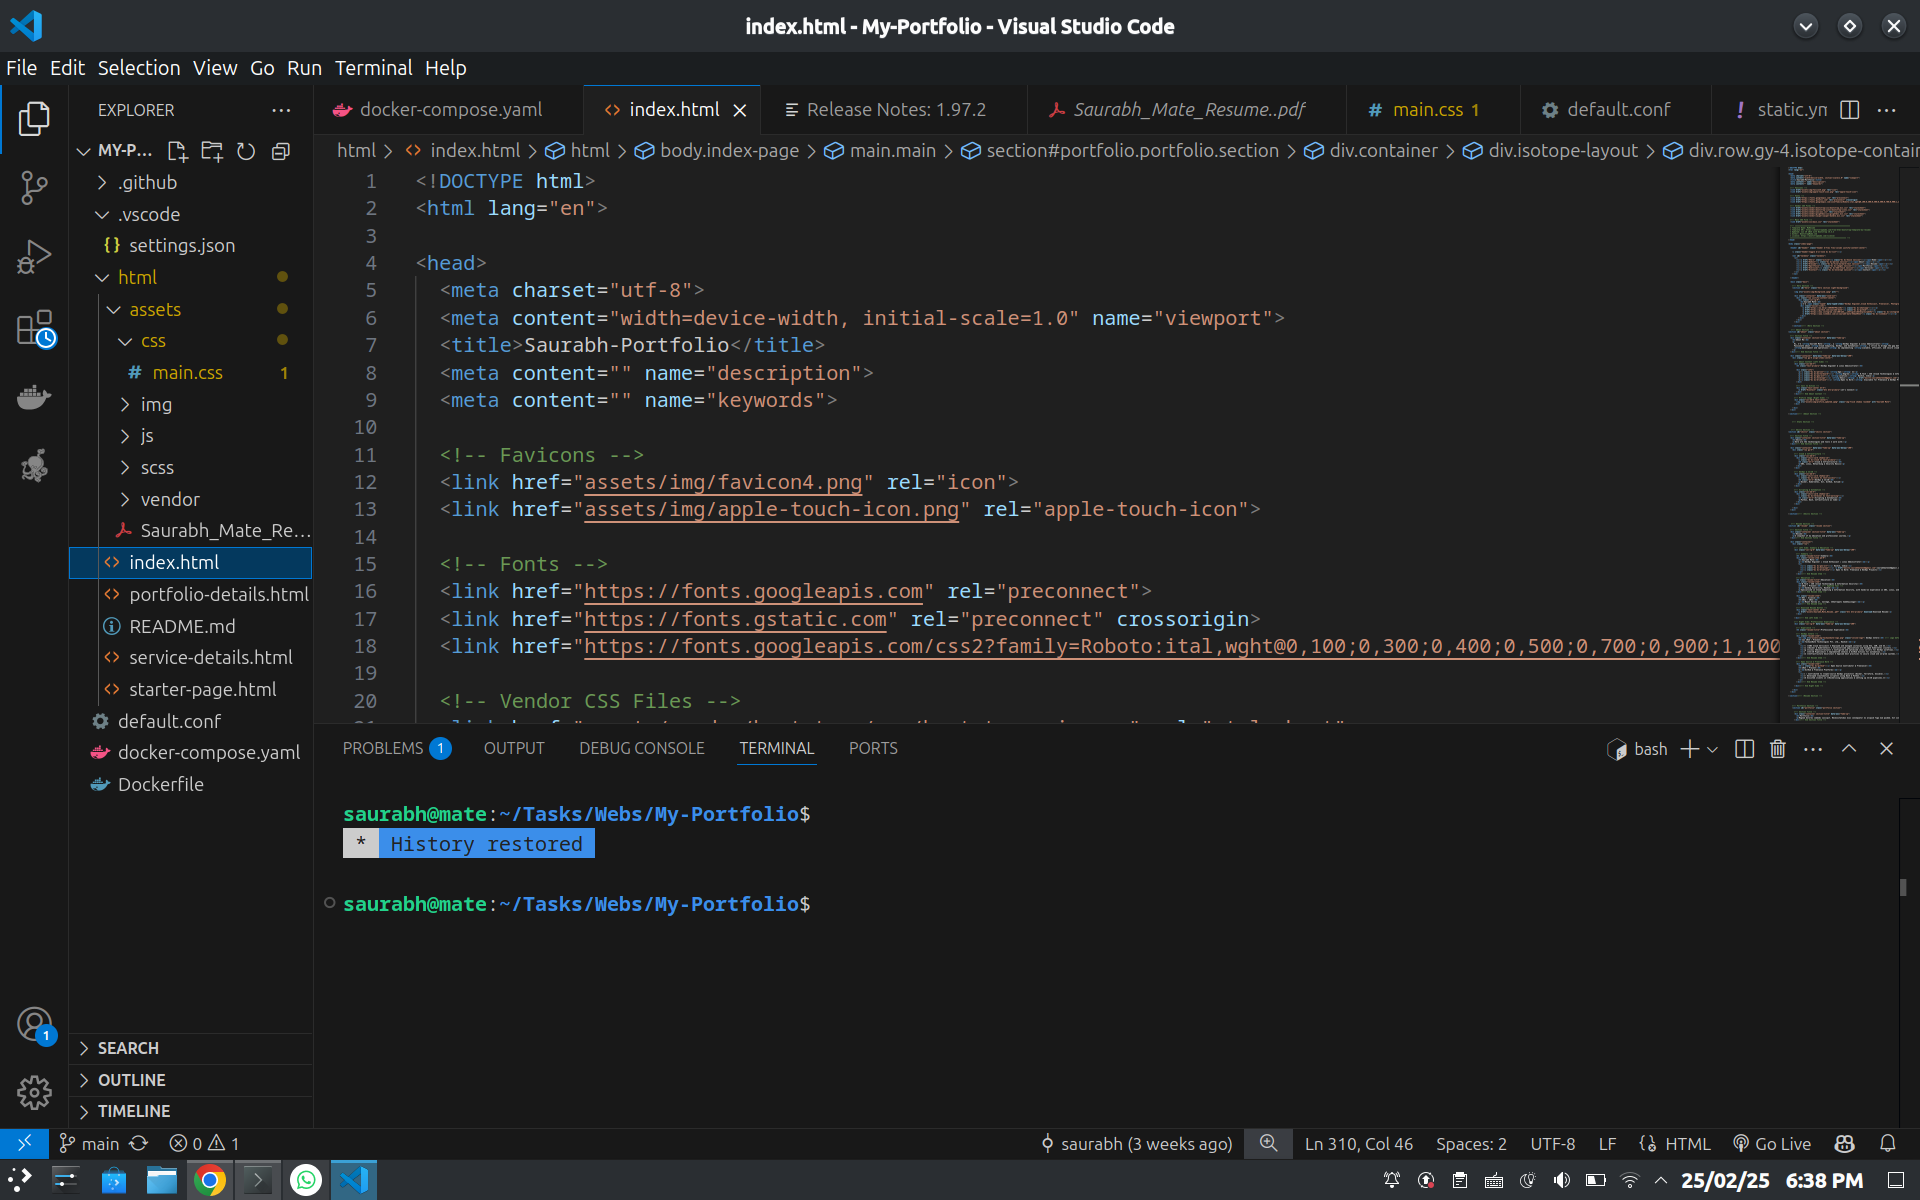 index.html - My-Portfolio - Visual Studio Code
File Edit Selection View Go Run Terminal Help
EXPLORER
MY-P...
.github
.vscode
{} settings.json
html
assets
css
# main.css 1
img
js
scss
vendor
Saurabh_Mate_Re...
<> index.html
<> portfolio-details.html
README.md
<> service-details.html
<> starter-page.html
default.conf
docker-compose.yaml
Dockerfile
SEARCH
OUTLINE
TIMELINE
1
docker-compose.yaml <> index.html Release Notes: 1.97.2 Saurabh_Mate_Resume..pdf # main.css 1 default.conf ! static.yn
html > <> index.html > html > body.index-page > main.main > section#portfolio.portfolio.section > div.container > div.isotope-layout > div.row.gy-4.isotope-contain
1 <!DOCTYPE html>
2 <html lang="en">
3
4 <head>
5 <meta charset="utf-8">
6 <meta content="width=device-width, initial-scale=1.0" name="viewport">
7 <title>Saurabh-Portfolio</title>
8 <meta content="" name="description">
9 <meta content="" name="keywords">
10
11 <!-- Favicons -->
12 <link href="assets/img/favicon4.png" rel="icon">
13 <link href="assets/img/apple-touch-icon.png" rel="apple-touch-icon">
14
15 <!-- Fonts -->
16 <link href="https://fonts.googleapis.com" rel="preconnect">
17 <link href="https://fonts.gstatic.com" rel="preconnect" crossorigin>
18 <link href="https://fonts.googleapis.com/css2?family=Roboto:ital,wght@0,100;0,300;0,400;0,500;0,700;0,900;1,100
19
20 <!-- Vendor CSS Files -->
PROBLEMS 1 OUTPUT DEBUG CONSOLE TERMINAL PORTS bash
saurabh@mate:~/Tasks/Webs/My-Portfolio$
* History restored
saurabh@mate:~/Tasks/Webs/My-Portfolio$
main 0 1 saurabh (3 weeks ago) Ln 310, Col 46 Spaces: 2 UTF-8 LF HTML Go Live
25/02/25 6:38 PM